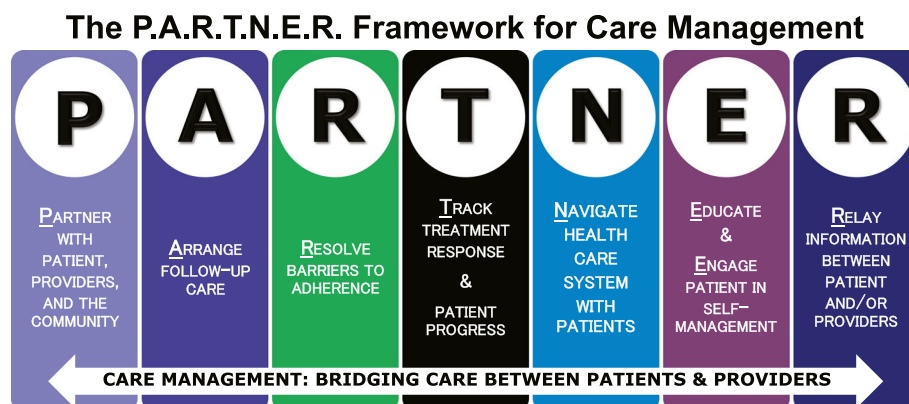 The P.A.R.T.N.E.R. Framework for Care Management
P
PARTNER
WITH
PATIENT,
PROVIDERS,
AND THE
COMMUNITY
A
ARRANGE
FOLLOW-UP
CARE
R
RESOLVE
BARRIERS TO
ADHERENCE
T
TRACK
TREATMENT
RESPONSE
&
PATIENT
PROGRESS
N
NAVIGATE
HEALTH
CARE
SYSTEM
WITH
PATIENTS
E
EDUCATE
&
ENGAGE
PATIENT IN
SELF-
MANAGEMENT
R
RELAY
INFORMATION
BETWEEN
PATIENT
AND/OR
PROVIDERS
CARE MANAGEMENT: BRIDGING CARE BETWEEN PATIENTS & PROVIDERS